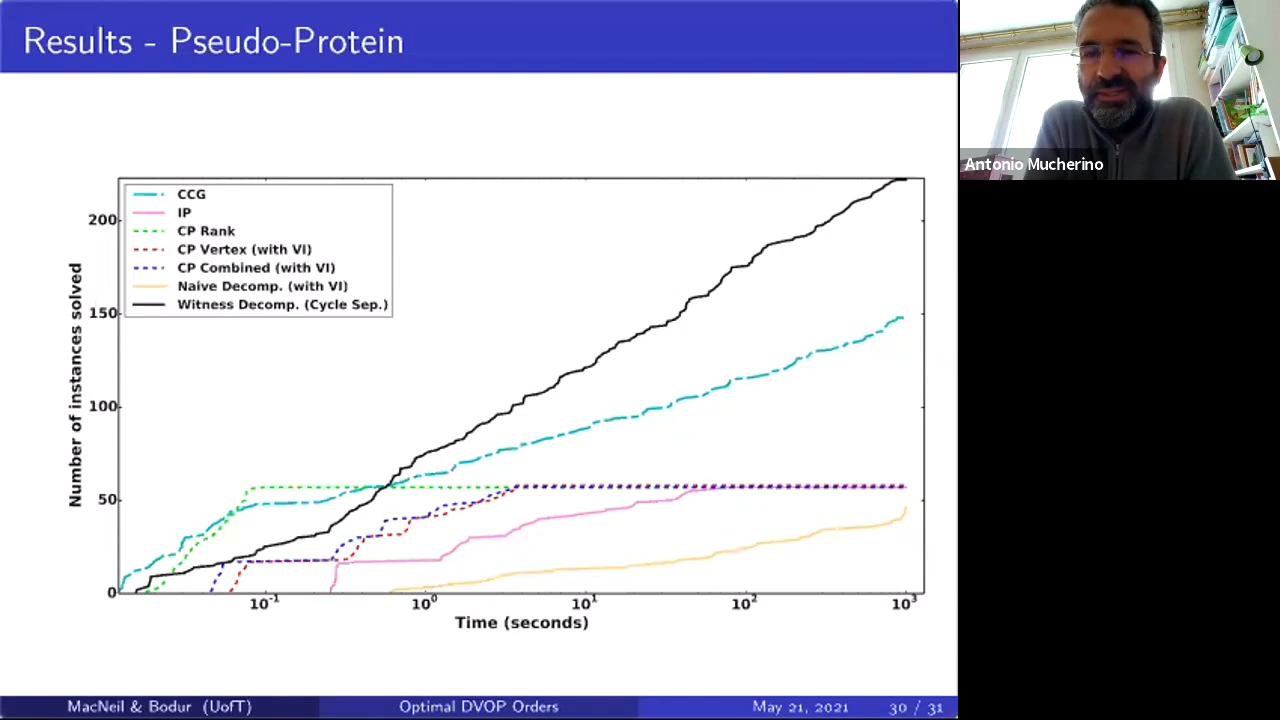 Results - Pseudo-Protein
Antonio Mucherino
CCG
IP
CP Rank
CP Vertex (with VI)
CP Combined (with VI)
Naive Decomp. (with VI)
Witness Decomp. (Cycle Sep.)
Number of instances solved
200
150
100
50
0
10⁻¹ 10⁰ 10¹ 10² 10³
Time (seconds)
MacNeil & Bodur (UofT) Optimal DVOP Orders May 21, 2021 30 / 31